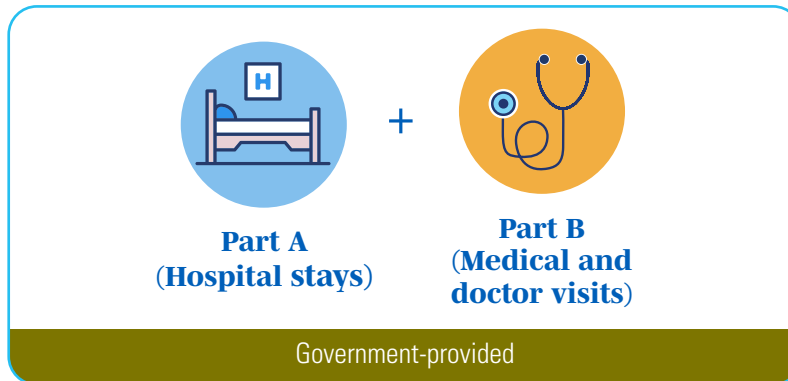 H
+
Part A
(Hospital stays)
Part B
(Medical and
doctor visits)
Government-provided